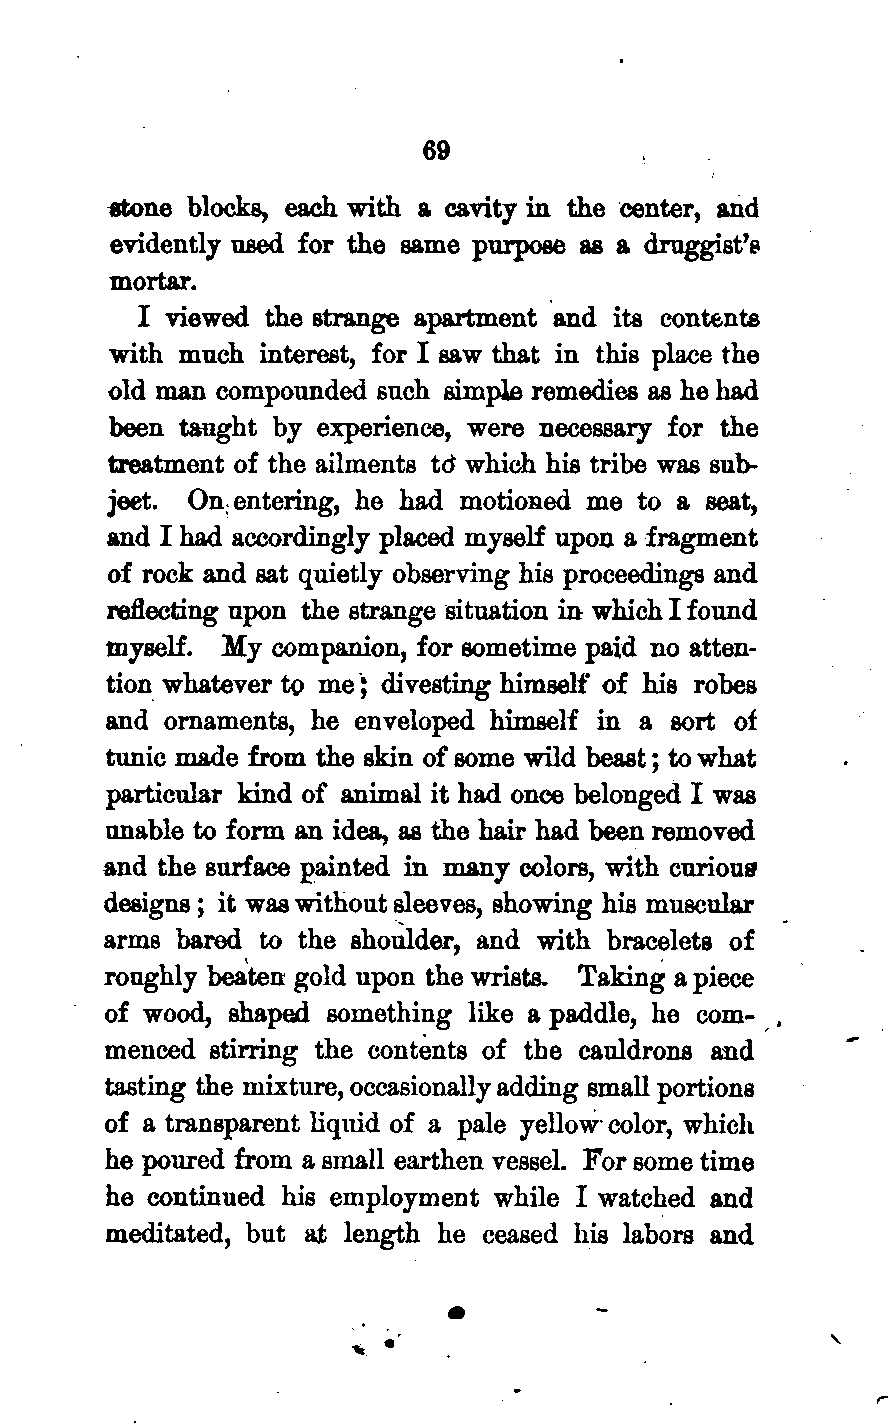 69
stone blocks, each with a cavity in the center, and
evidently used for the same purpose as a druggist's
mortar.
I viewed the strange apartment and its contents
with much interest, for I saw that in this place the
old man compounded such simple remedies as he had
been taught by experience, were necessary for the
treatment of the ailments to which his tribe was sub-
ject. On entering, he had motioned me to a seat,
and I had accordingly placed myself upon a fragment
of rock and sat quietly observing his proceedings and
reflecting upon the strange situation in which I found
myself. My companion, for sometime paid no atten-
tion whatever to me; divesting himself of his robes
and ornaments, he enveloped himself in a sort of
tunic made from the skin of some wild beast; to what
particular kind of animal it had once belonged I was
unable to form an idea, as the hair had been removed
and the surface painted in many colors, with curious
designs; it was without sleeves, showing his muscular
arms bared to the shoulder, and with bracelets of
roughly beaten gold upon the wrists. Taking a piece
of wood, shaped something like a paddle, he com-
menced stirring the contents of the cauldrons and
tasting the mixture, occasionally adding small portions
of a transparent liquid of a pale yellow color, which
he poured from a small earthen vessel. For some time
he continued his employment while I watched and
meditated, but at length he ceased his labors and